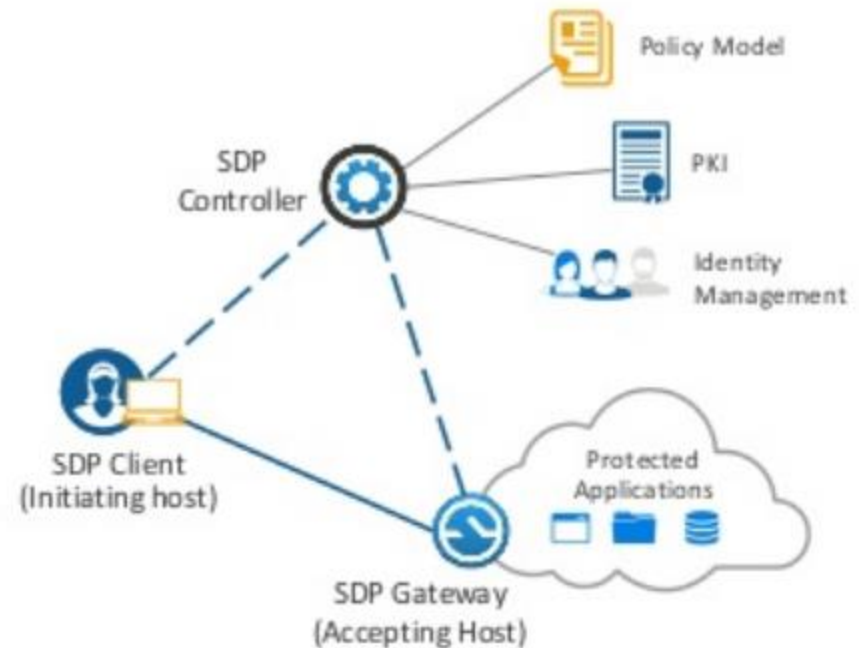 Policy Model
SDP
Controller
PKI
Identity
Management
SDP Client
(Initiating host)
Protected
Applications
SDP Gateway
(Accepting Host)